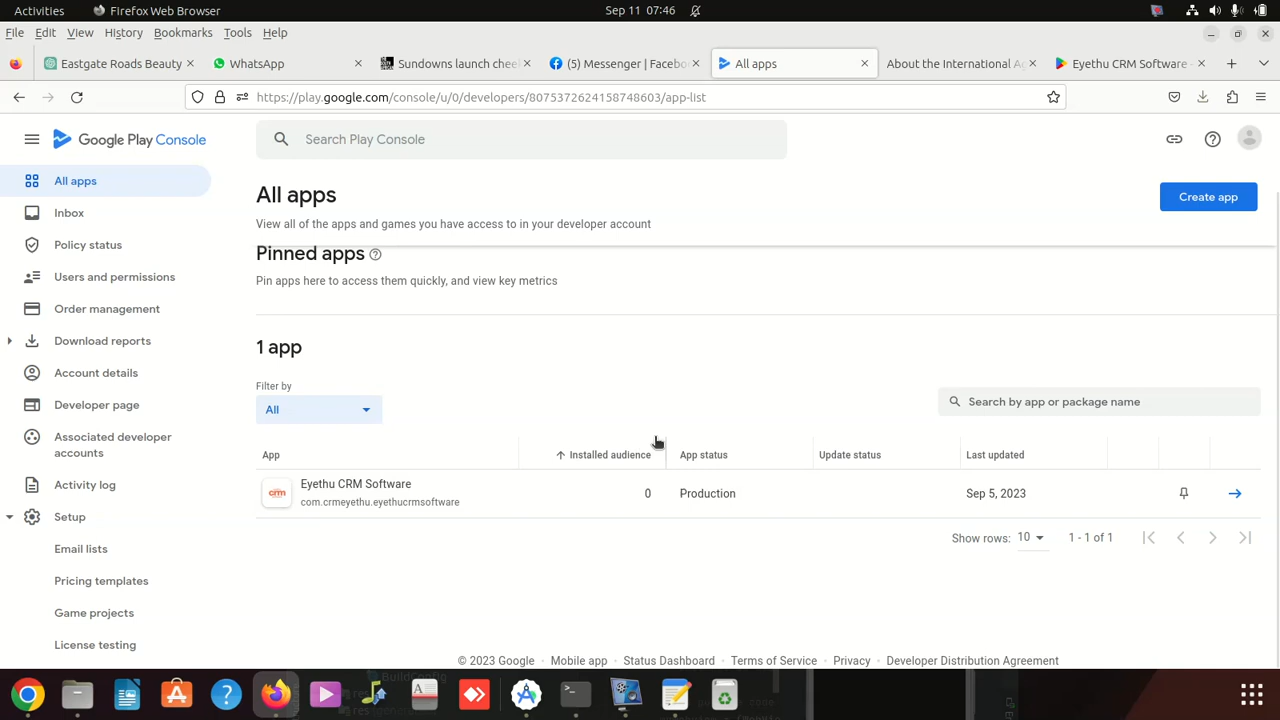 Activities
Firefox Web Browser
Sep 11 07:46
File Edit View History Bookmarks Tools Help
Eastgate Roads Beauty
WhatsApp
Sundowns launch chee
(5) Messenger | Facebo
All apps
About the International Ag
Eyethu CRM Software -
https://play.google.com/console/u/0/developers/8075372624158748603/app-list
Google Play Console
Search Play Console
All apps
Inbox
Policy status
Users and permissions
Order management
Download reports
Account details
Developer page
Associated developer
accounts
Activity log
Setup
Email lists
Pricing templates
Game projects
License testing
All apps
Create app
View all of the apps and games you have access to in your developer account
Pinned apps
Pin apps here to access them quickly, and view key metrics
1 app
Filter by
All
Search by app or package name
App Installed audience App status Update status Last updated
crm
Eyethu CRM Software
com.crmeyethu.eyethucrmsoftware
0 Production Sep 5, 2023
Show rows: 10 1 - 1 of 1
© 2023 Google · Mobile app · Status Dashboard · Terms of Service · Privacy · Developer Distribution Agreement
BuildConfig